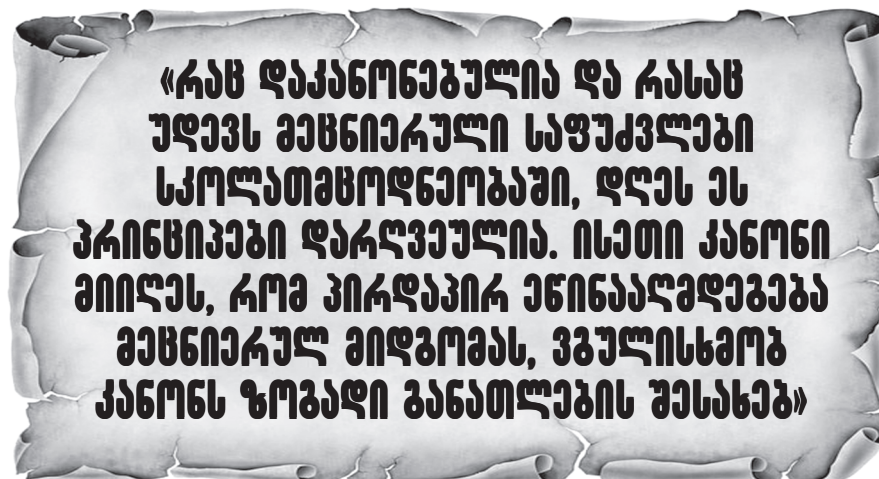 «რაც დაკანონებულია და რასაც
უდევს მეცნიერული საფუძვლები
სკოლათმცოდნეობაში, დღეს ეს
პრინციპები დარღვეულია. ისეთი კანონი
მიიღეს, რომ პირდაპირ ეწინააღმდეგება
მეცნიერულ მიდგომას, ვგულისხმობ
კანონს ზოგადი განათლების შესახებ»